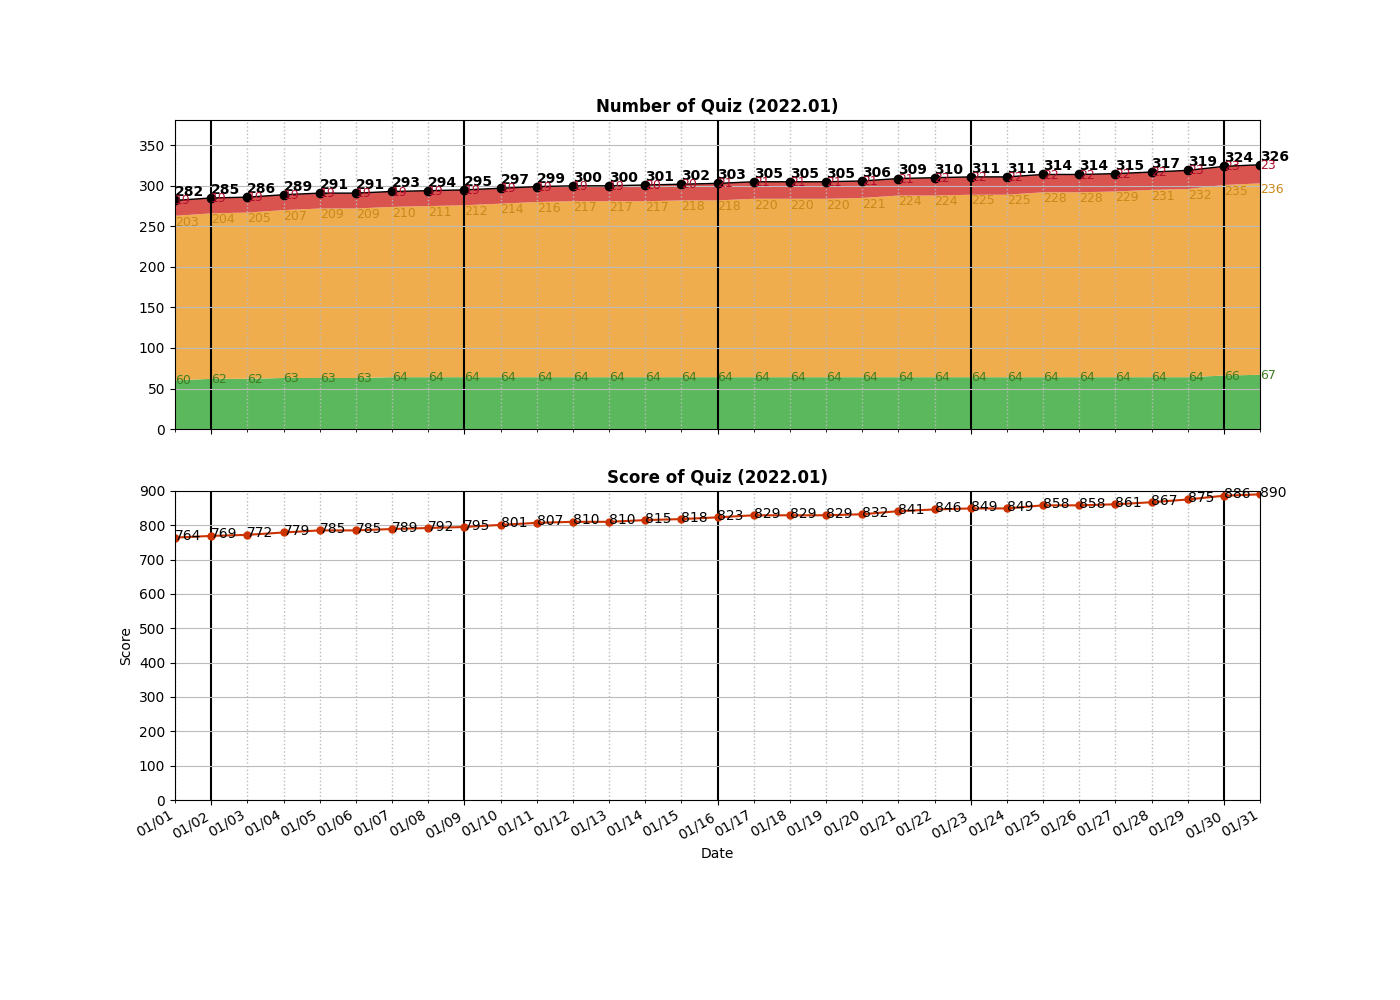 Number of Quiz (2022.01)
350
300
250
200
150
100
50
0
282 285 286 289 291 291 293 294 295 297 299 300 300 301 302 303 305 305 305 306 309 310 311 311 314 314 315 317 319 324 326
23
203 204 205 207 209 209 210 211 212 214 216 217 217 217 218 218 220 220 220 221 224 224 225 225 228 228 229 231 232 235 236
60 62 62 63 63 63 64 64 64 64 64 64 64 64 64 64 64 64 64 64 64 64 64 64 64 64 64 64 64 66 67
Score of Quiz (2022.01)
Score
900
800
700
600
500
400
300
200
100
0
764 769 772 779 785 785 789 792 795 801 807 810 810 815 818 823 829 829 829 832 841 846 849 849 858 858 861 867 875 886 890
01/01 01/02 01/03 01/04 01/05 01/06 01/07 01/08 01/09 01/10 01/11 01/12 01/13 01/14 01/15 01/16 01/17 01/18 01/19 01/20 01/21 01/22 01/23 01/24 01/25 01/26 01/27 01/28 01/29 01/30 01/31
Date